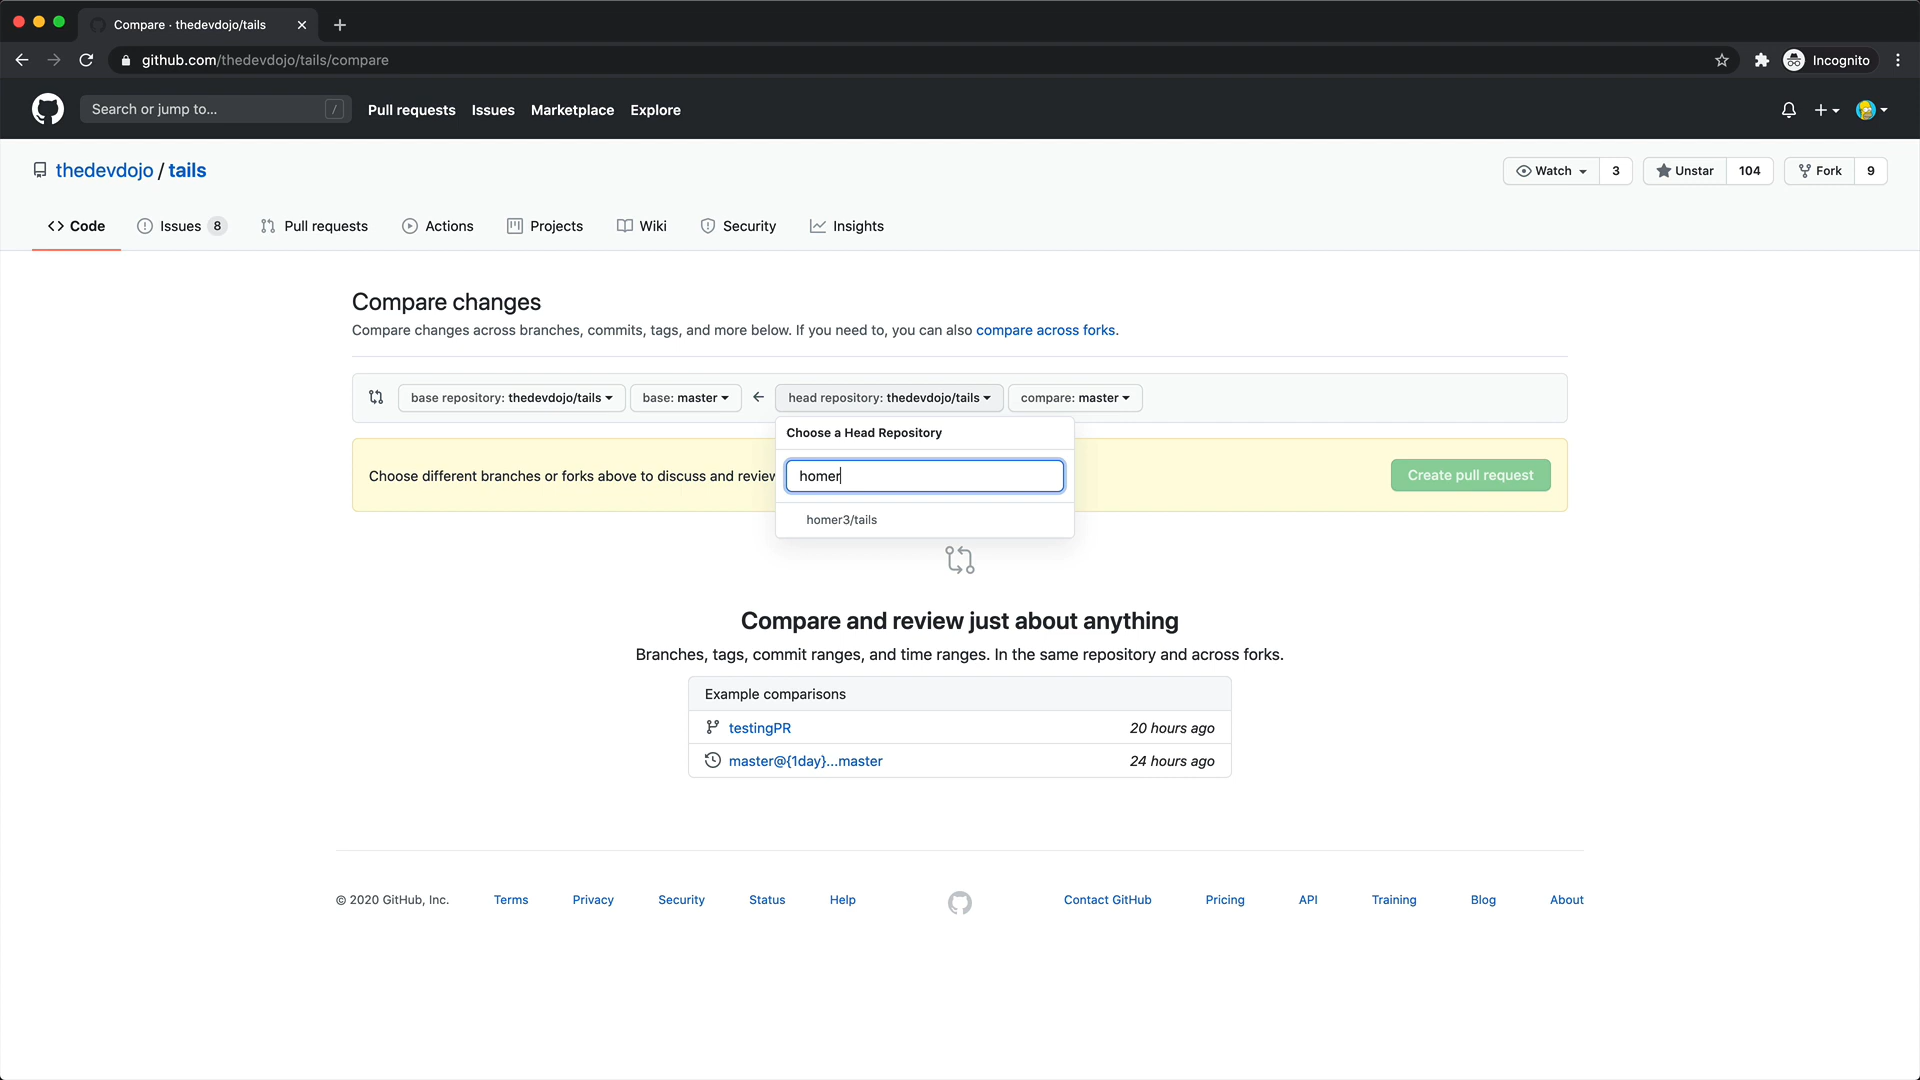 Compare · thedevdojo/tails
github.com/thedevdojo/tails/compare
Incognito
Search or jump to... /
Pull requests Issues Marketplace Explore
thedevdojo / tails
Watch 3 Unstar 104 Fork 9
Code Issues 8 Pull requests Actions Projects Wiki Security Insights
Compare changes
Compare changes across branches, commits, tags, and more below. If you need to, you can also compare across forks.
base repository: thedevdojo/tails base: master head repository: thedevdojo/tails compare: master
Choose a Head Repository
Choose different branches or forks above to discuss and review
homer
Create pull request
homer3/tails
Compare and review just about anything
Branches, tags, commit ranges, and time ranges. In the same repository and across forks.
Example comparisons
testingPR 20 hours ago
master@{1day}...master 24 hours ago
© 2020 GitHub, Inc. Terms Privacy Security Status Help Contact GitHub Pricing API Training Blog About